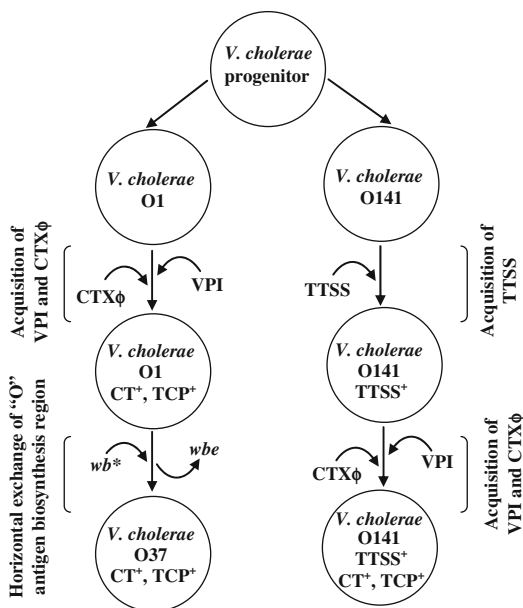 V. cholerae
progenitor
V. cholerae
O1
V. cholerae
O141
Acquisition of
VPI and CTXϕ
CTXϕ
VPI
TTSS
Acquisition of
TTSS
V. cholerae
O1
CT⁺, TCP⁺
V. cholerae
O141
TTSS⁺
Horizontal exchange of “O”
antigen biosynthesis region
wb*
wbe
CTXϕ
VPI
Acquisition of
VPI and CTXϕ
V. cholerae
O37
CT⁺, TCP⁺
V. cholerae
O141
TTSS⁺
CT⁺, TCP⁺